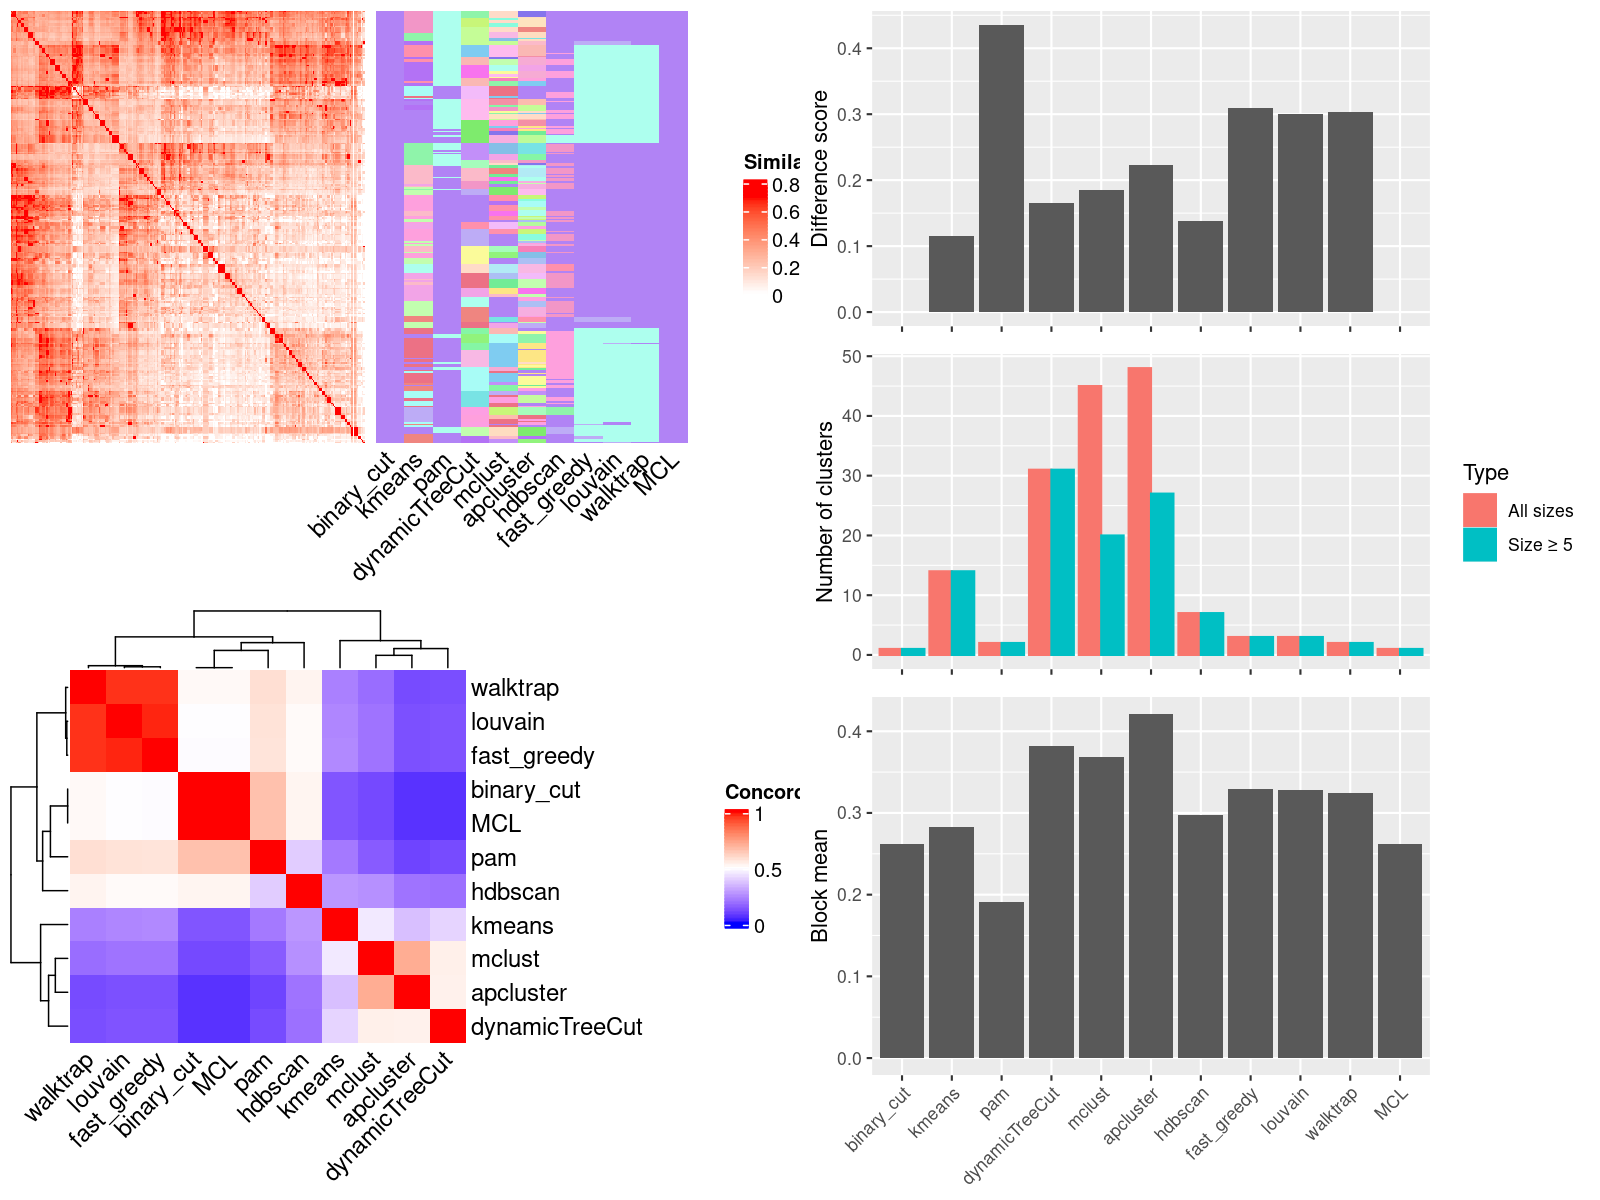 Simila
0.8
0.6
0.4
0.2
0
binary_cut
kmeans
pam
dynamicTreeCut
mclust
apcluster
hdbscan
fast_greedy
louvain
walktrap
MCL
walktrap
louvain
fast_greedy
binary_cut
MCL
pam
hdbscan
kmeans
mclust
apcluster
dynamicTreeCut
walktrap
louvain
fast_greedy
binary_cut
MCL
pam
hdbscan
kmeans
mclust
apcluster
dynamicTreeCut
Concord
1
0.5
0
Difference score
0.4
0.3
0.2
0.1
0.0
Number of clusters
50
40
30
20
10
0
Type
All sizes
Size ≥ 5
Block mean
0.4
0.3
0.2
0.1
0.0
binary_cut
kmeans
pam
dynamicTreeCut
mclust
apcluster
hdbscan
fast_greedy
louvain
walktrap
MCL